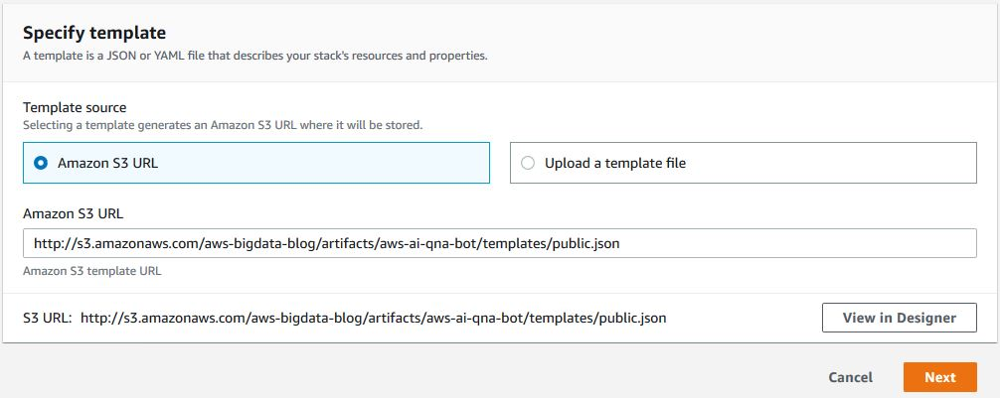 Specify template
A template is a JSON or YAML file that describes your stack's resources and properties.
Template source
Selecting a template generates an Amazon S3 URL where it will be stored.
Amazon S3 URL
Upload a template file
Amazon S3 URL
http://s3.amazonaws.com/aws-bigdata-blog/artifacts/aws-ai-qna-bot/templates/public.json
Amazon S3 template URL
S3 URL: http://s3.amazonaws.com/aws-bigdata-blog/artifacts/aws-ai-qna-bot/templates/public.json
View in Designer
Cancel
Next